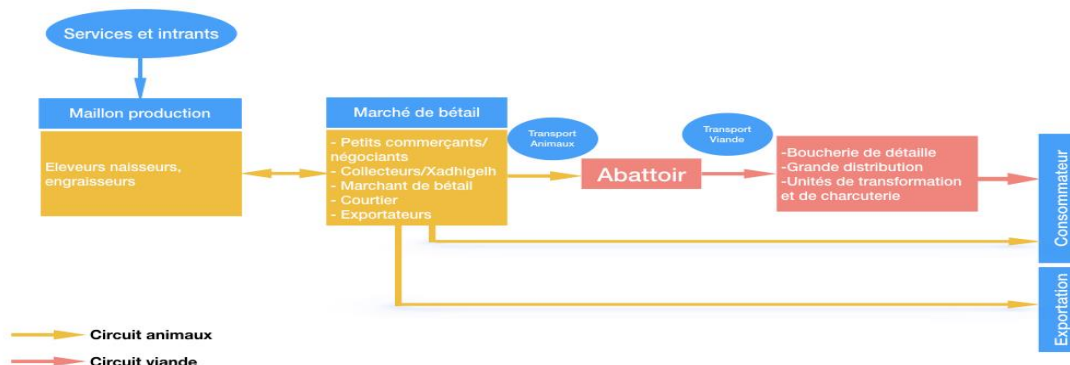 Services et intrants
Maillon production
Eleveurs naisseurs,
engraisseurs
Marché de bétail
- Petits commerçants/
négociants
- Collecteurs/Xadhigelh
- Marchant de bétail
- Courtier
- Exportateurs
Transport
Animaux
Abattoir
Transport
Viande
-Boucherie de détaille
-Grande distribution
-Unités de transformation
et de charcuterie
Consommateur
Exportation
Circuit animaux
Circuit viande